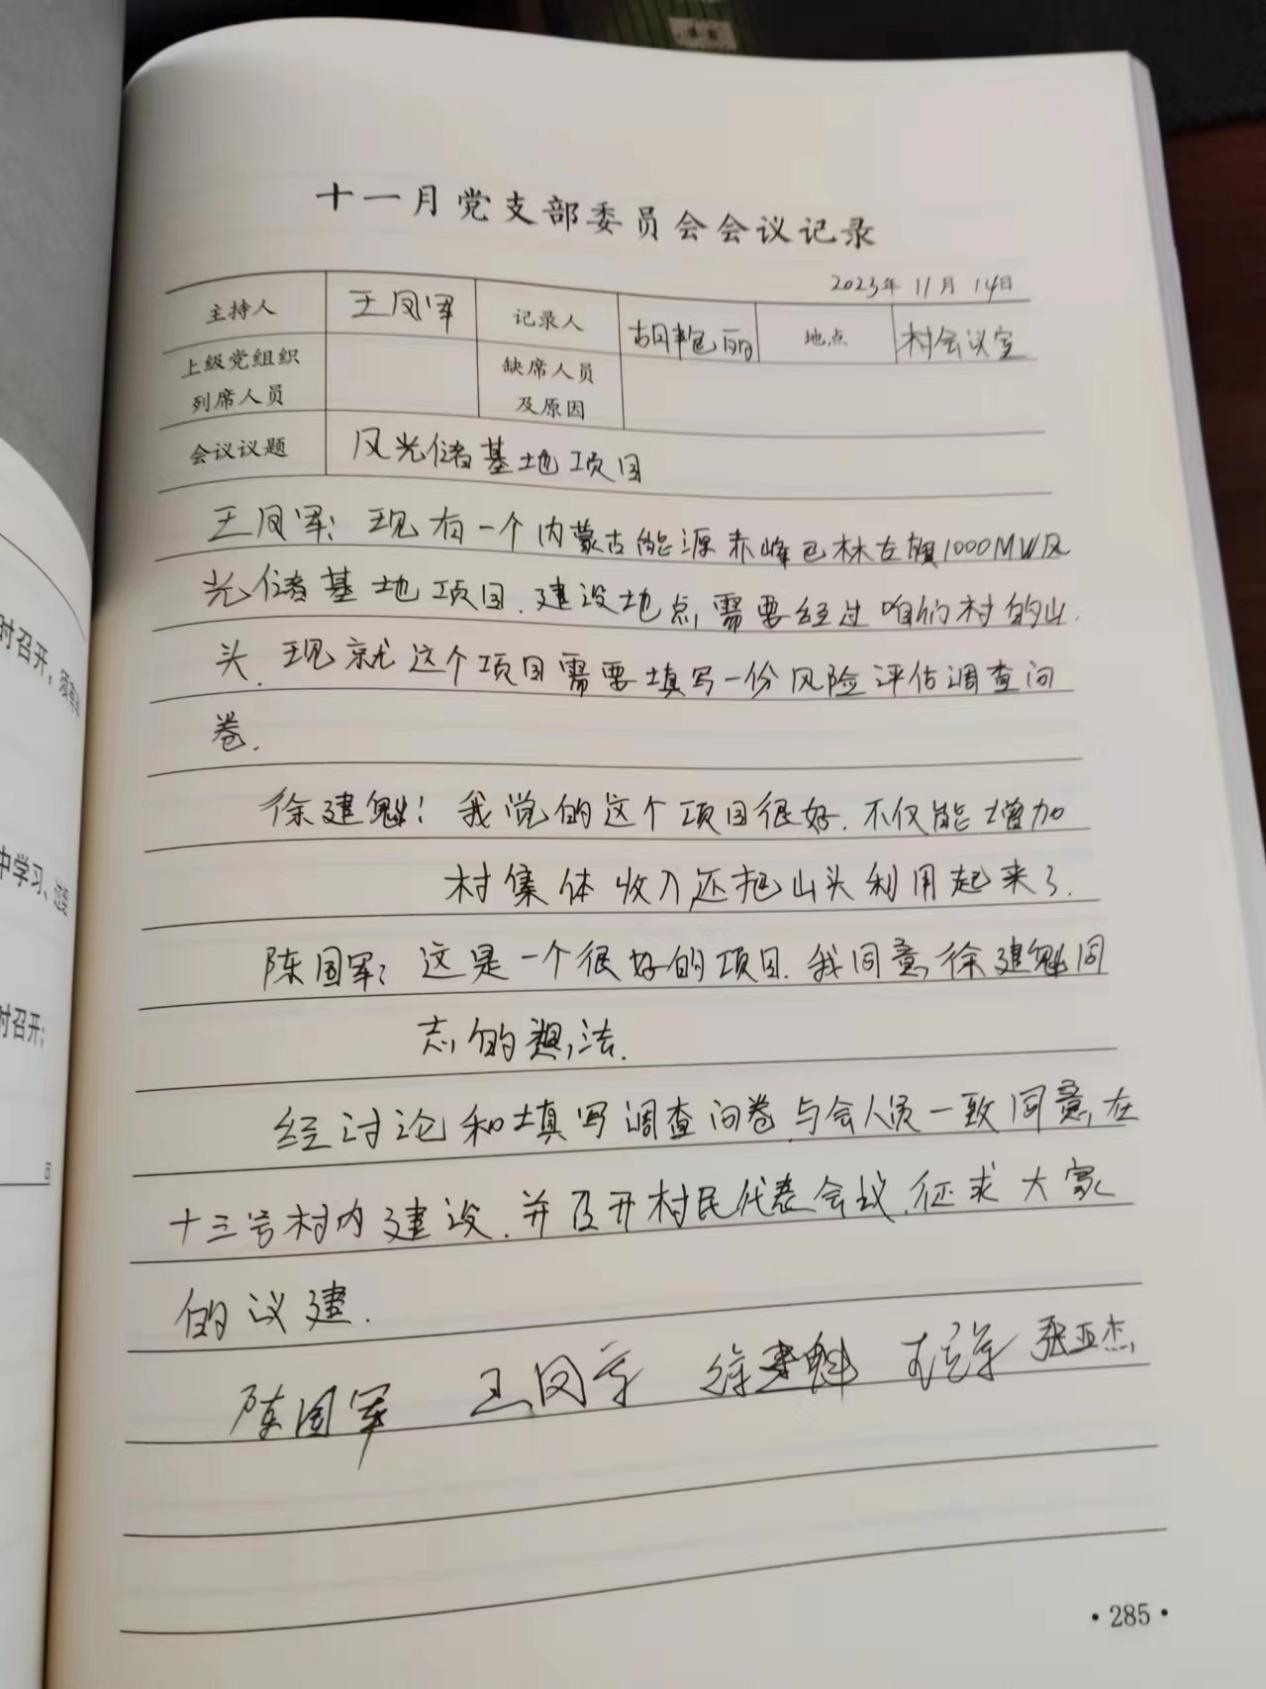 时召开,
中学习、
时召开;
十一月党支部委员会会议记录
2023年11月14日
主持人 王凤军 记录人 胡艳丽 地点 村会议室
上级党组织
列席人员
缺席人员
及原因
会议议题 风光储基地项目
王凤军:现有一个内蒙古能源赤峰巴林左旗1000MW风
光储基地项目.建设地点需要经过咱们村的山
头.现就这个项目需要填写一份风险评估调查问
卷.
徐建魁:我觉的这个项目很好.不仅能增加
村集体收入,还把山头利用起来了.
陈国军:这是一个很好的项目.我同意徐建魁同
志的想法.
经讨论和填写调查问卷.与会人员一致同意在
十三号村内建设.并召开村民代表会议.征求大家
的议建.
陈国军 王凤军 徐建魁 张亚杰
·285·